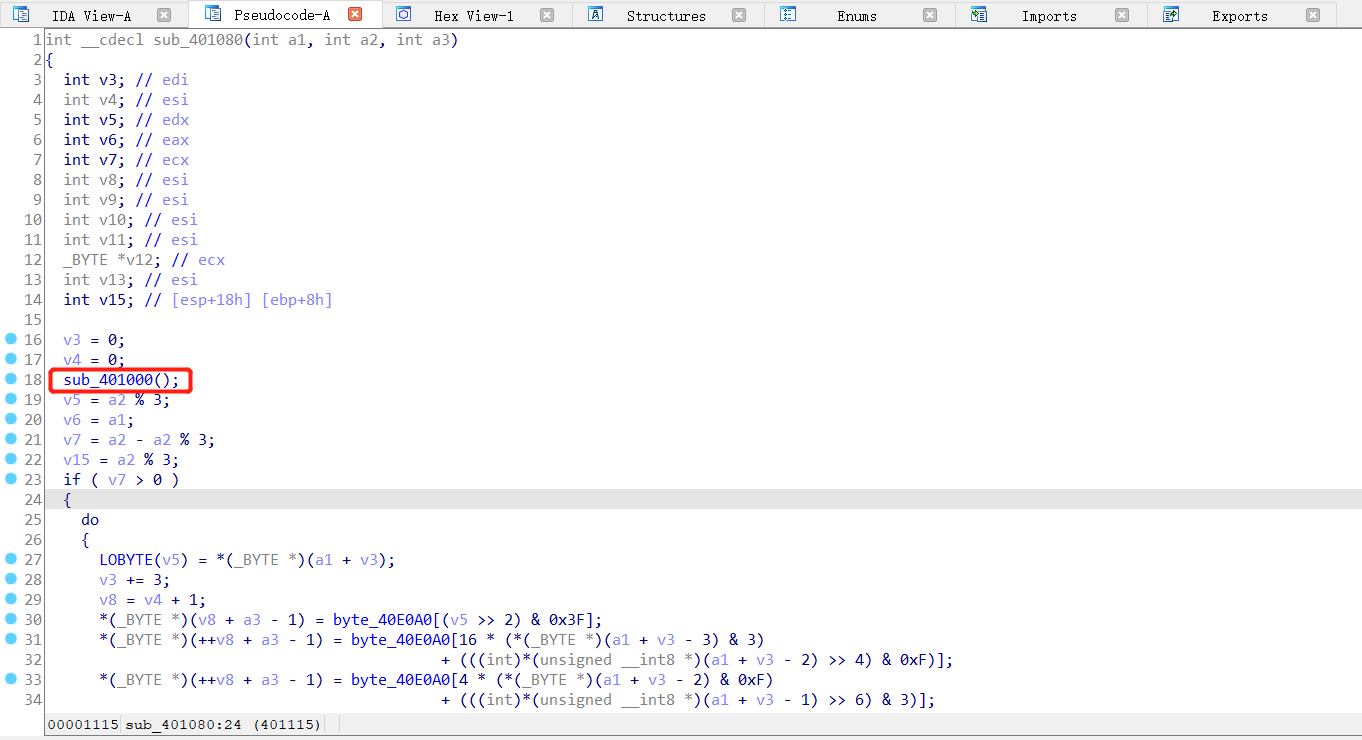 IDA View-A Pseudocode-A Hex View-1 Structures Enums Imports Exports
1 int __cdecl sub_401080(int a1, int a2, int a3)
2 {
3 int v3; // edi
4 int v4; // esi
5 int v5; // edx
6 int v6; // eax
7 int v7; // ecx
8 int v8; // esi
9 int v9; // esi
10 int v10; // esi
11 int v11; // esi
12 _BYTE *v12; // ecx
13 int v13; // esi
14 int v15; // [esp+18h] [ebp+8h]
15
16 v3 = 0;
17 v4 = 0;
18 sub_401000();
19 v5 = a2 % 3;
20 v6 = a1;
21 v7 = a2 - a2 % 3;
22 v15 = a2 % 3;
23 if ( v7 > 0 )
24 {
25 do
26 {
27 LOBYTE(v5) = *(_BYTE *)(a1 + v3);
28 v3 += 3;
29 v8 = v4 + 1;
30 *(_BYTE *)(v8 + a3 - 1) = byte_40E0A0[(v5 >> 2) & 0x3F];
31 *(_BYTE *)(++v8 + a3 - 1) = byte_40E0A0[16 * (*(_BYTE *)(a1 + v3 - 3) & 3)
32 + (((int)*(unsigned __int8 *)(a1 + v3 - 2) >> 4) & 0xF)];
33 *(_BYTE *)(++v8 + a3 - 1) = byte_40E0A0[4 * (*(_BYTE *)(a1 + v3 - 2) & 0xF)
34 + (((int)*(unsigned __int8 *)(a1 + v3 - 1) >> 6) & 3)];
00001115 sub_401080:24 (401115)